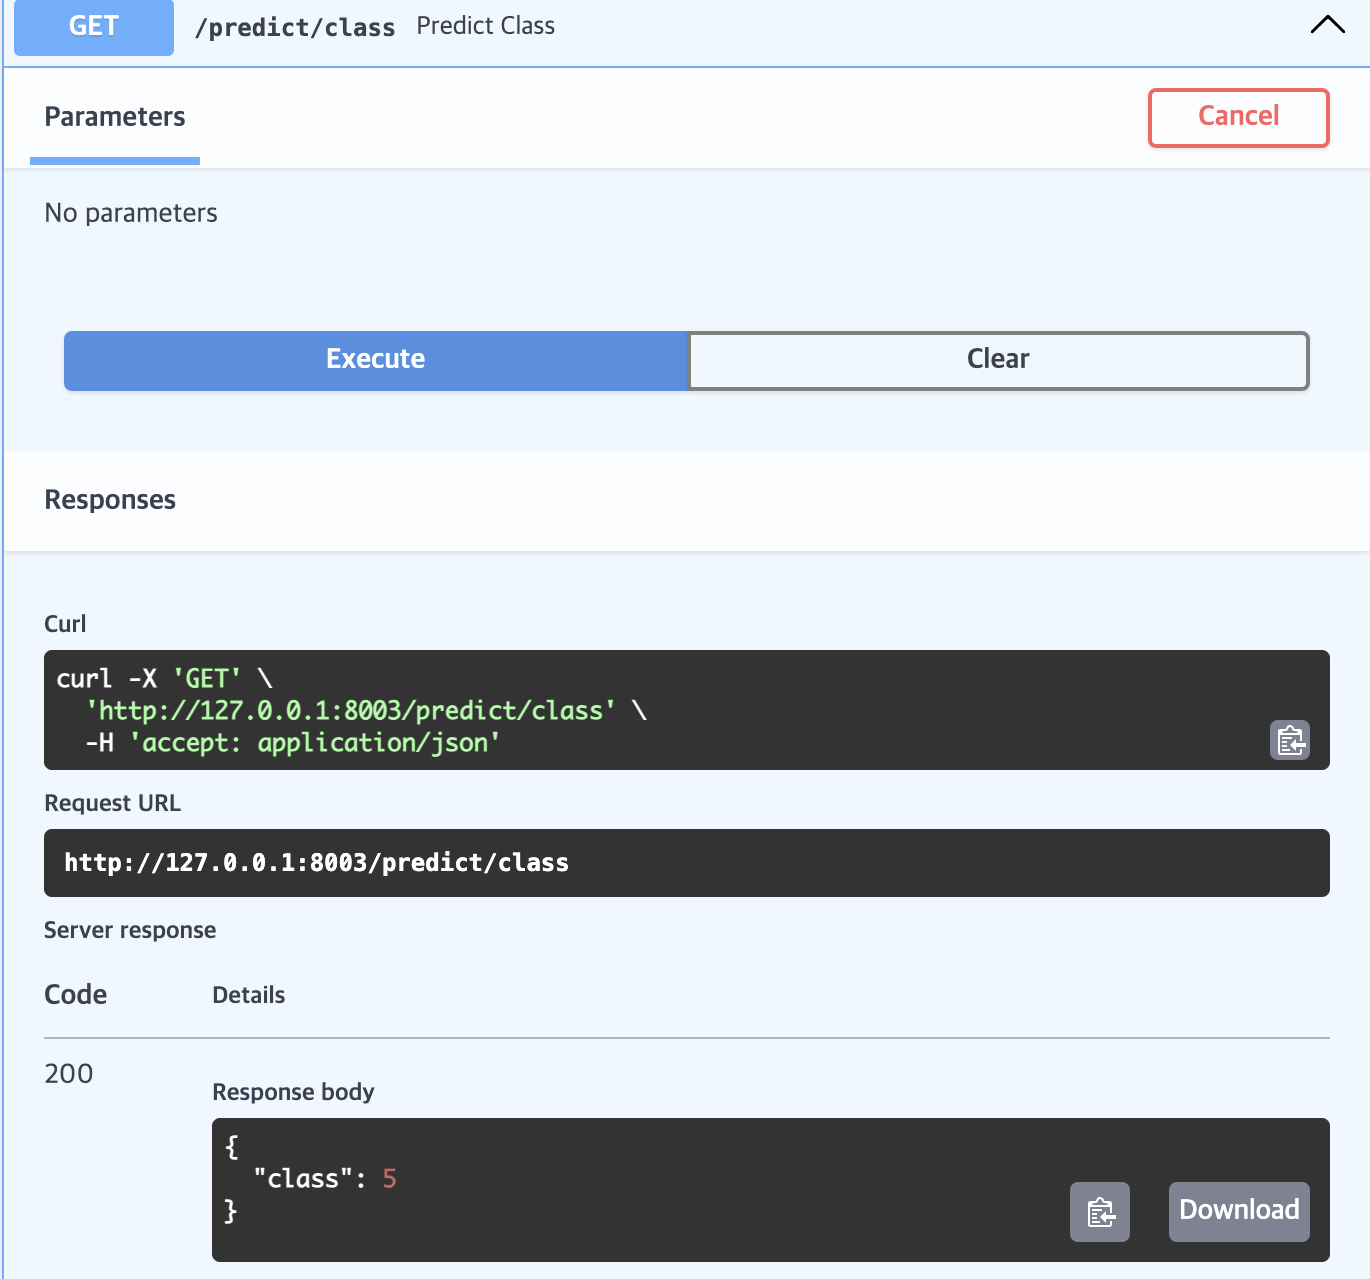 GET /predict/class Predict Class
Parameters
Cancel
No parameters
Execute
Clear
Responses
Curl
curl -X 'GET' \
  'http://127.0.0.1:8003/predict/class' \
  -H 'accept: application/json'
Request URL
http://127.0.0.1:8003/predict/class
Server response
Code Details
200
Response body
{
  "class": 5
}
Download